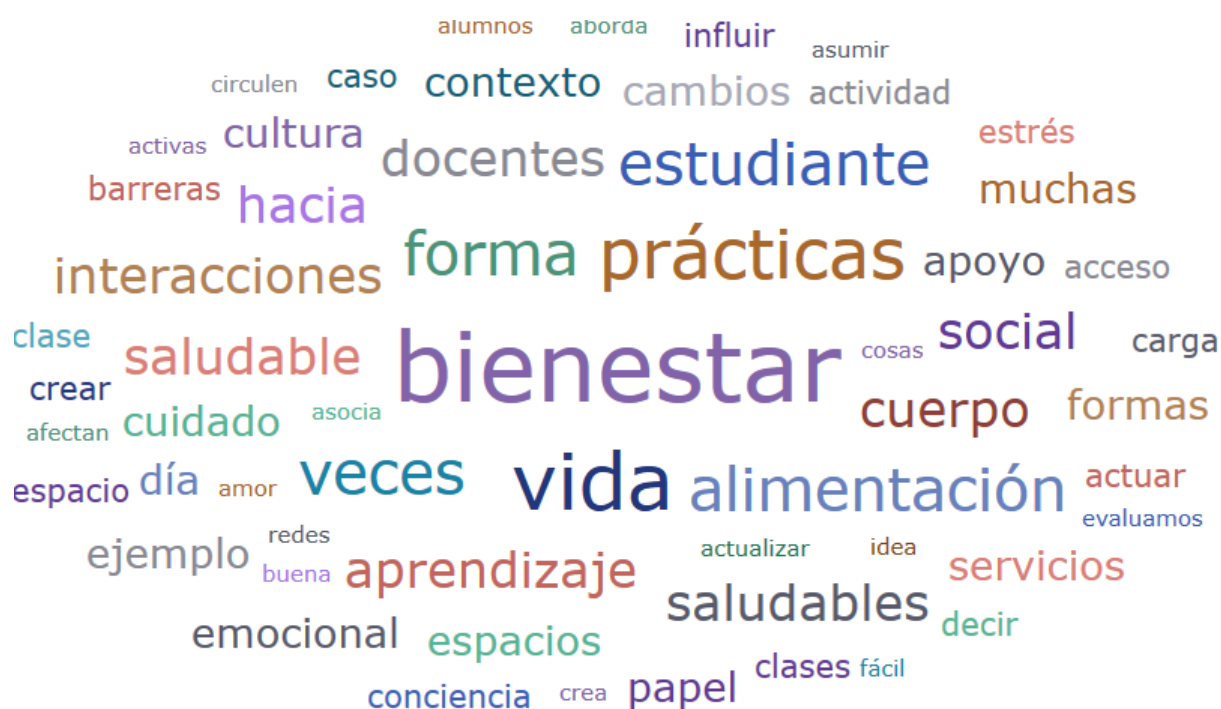 alumnos aborda influir
asumir
circulen caso contexto cambios actividad
activas cultura docentes estudiante estrés
barreras hacia muchas
interacciones forma prácticas apoyo acceso
clase saludable bienestar cosas social carga
crear cuidado asocia cuerpo formas
afectan
espacio día amor veces vida alimentación actuar
evaluamos
ejemplo redes aprendizaje actualizar idea servicios
buena
saludables decir
emocional espacios
conciencia crea papel clases fácil